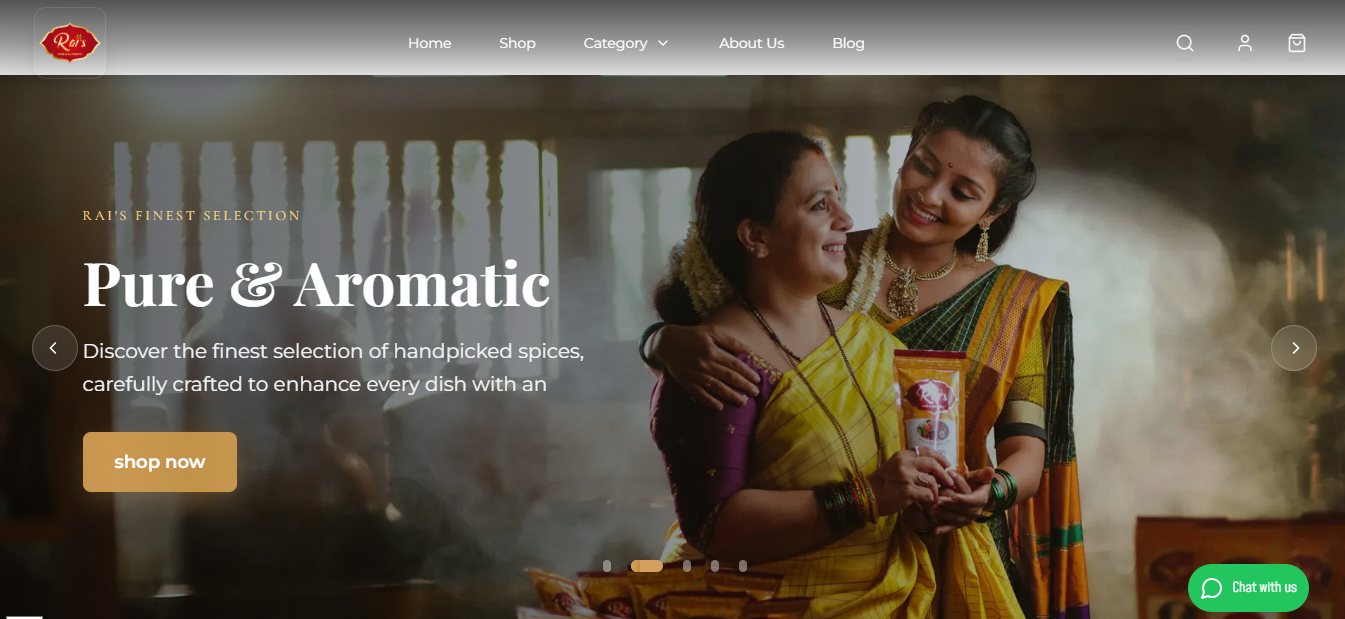 Rai's
Home Shop Category About Us Blog
RAI'S FINEST SELECTION
Pure & Aromatic
Discover the finest selection of handpicked spices,
carefully crafted to enhance every dish with an
shop now
Chat with us